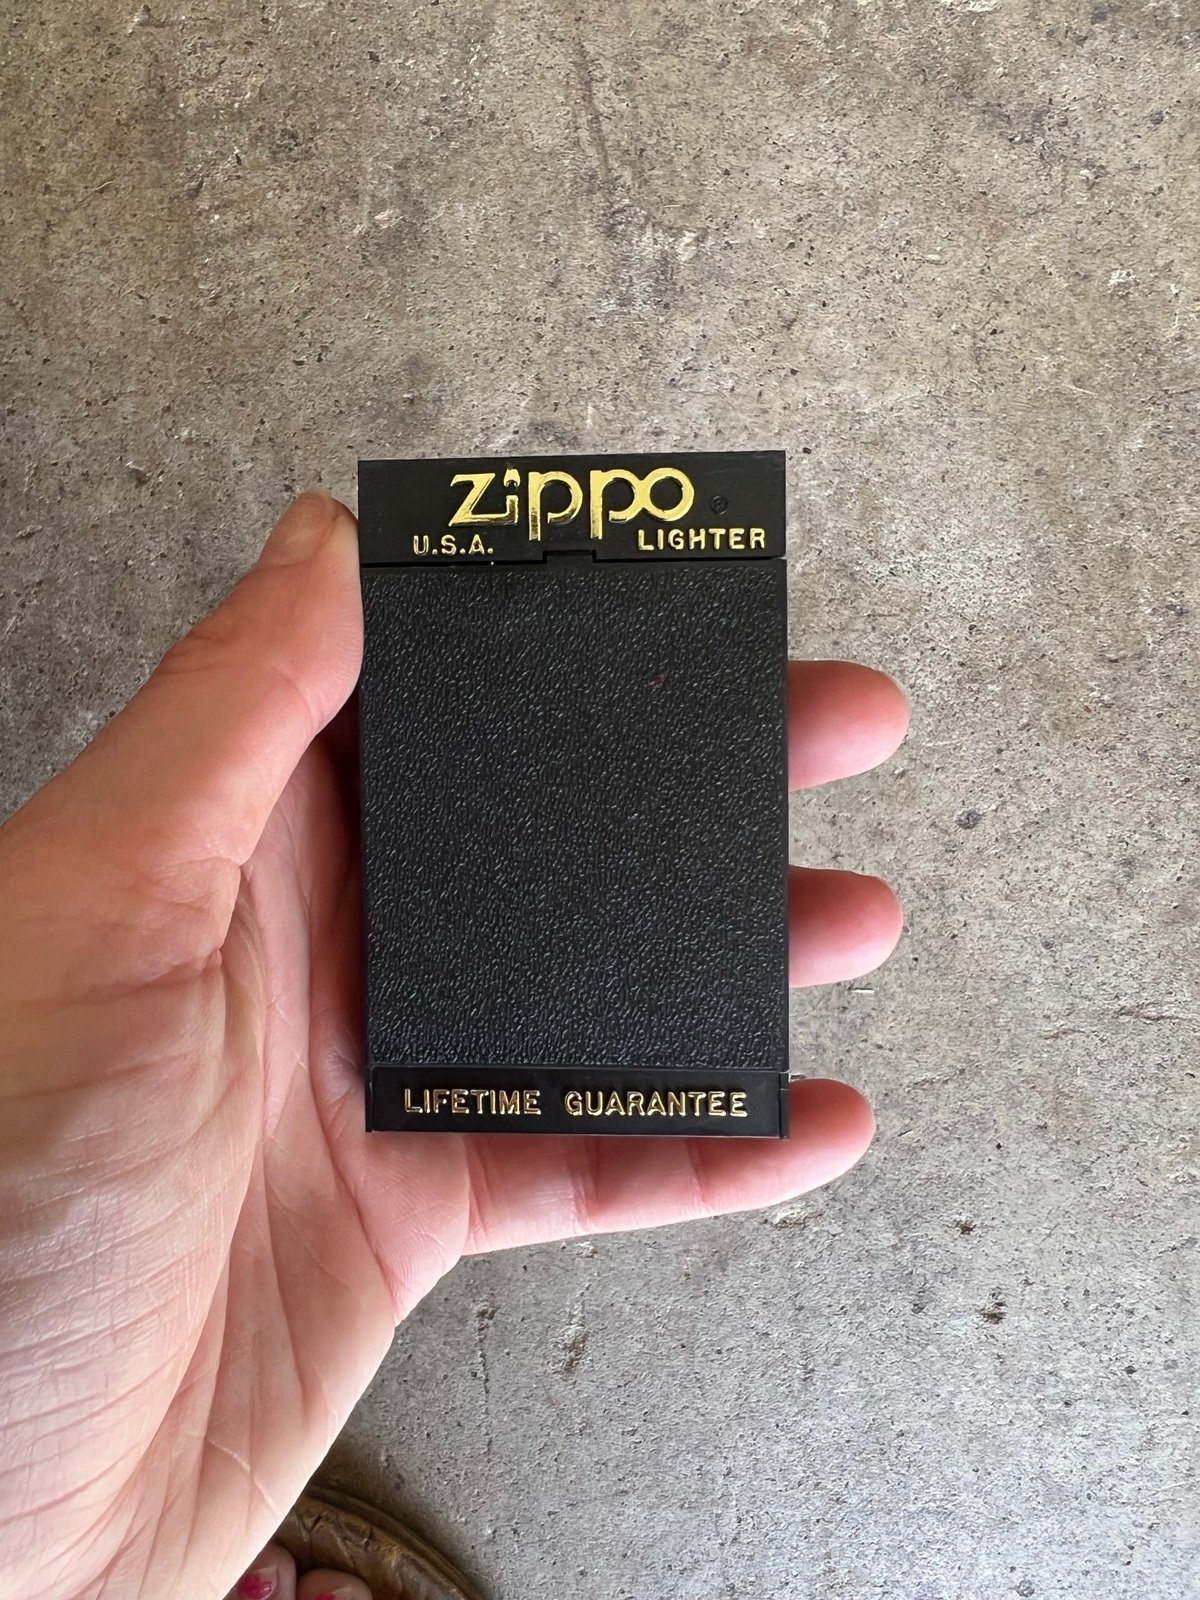 Zippo ®
U.S.A. LIGHTER
LIFETIME GUARANTEE